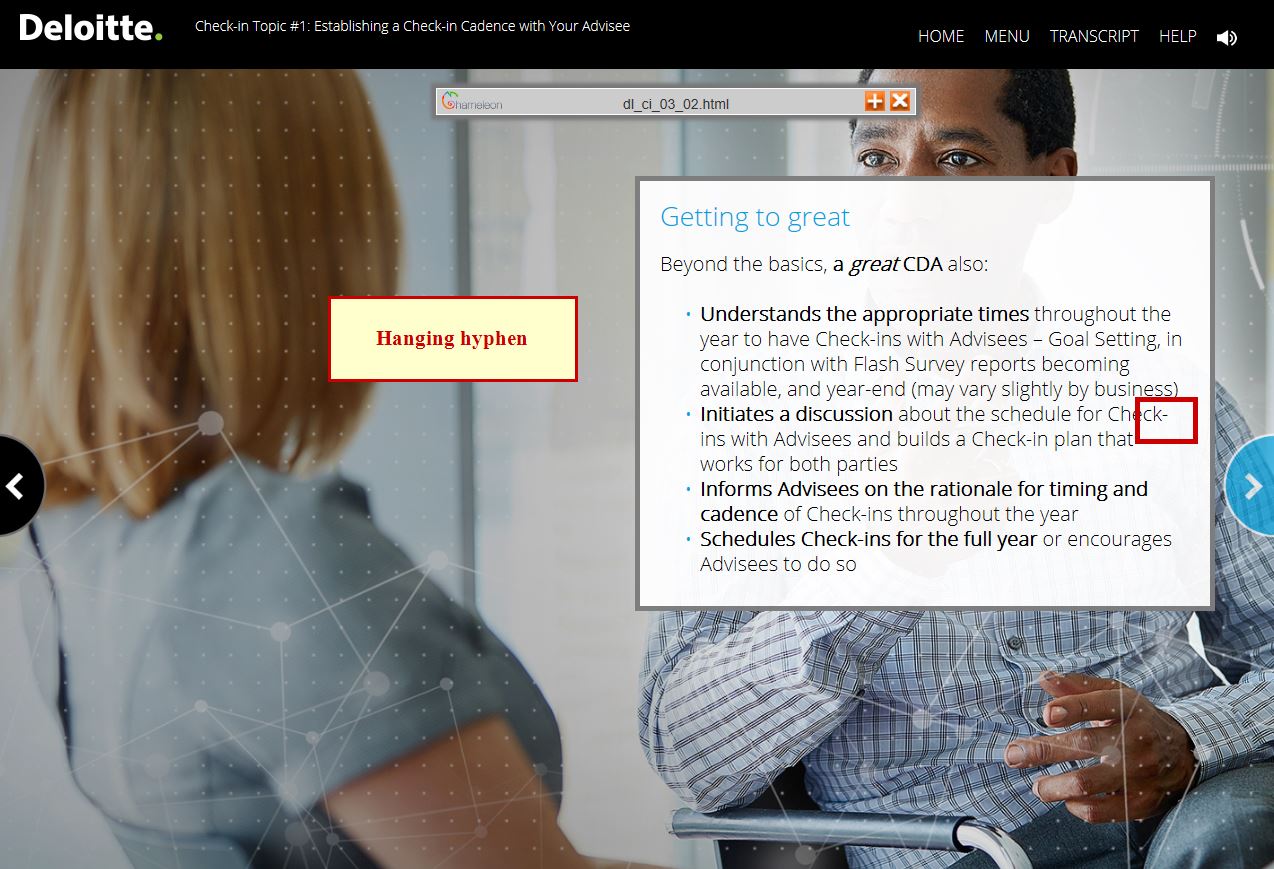 Deloitte.
Check-in Topic #1: Establishing a Check-in Cadence with Your Advisee
HOME MENU TRANSCRIPT HELP
Chameleon
dl_ci_03_02.html
Getting to great
Beyond the basics, a great CDA also:
• Understands the appropriate times throughout the
year to have Check-ins with Advisees – Goal Setting, in
conjunction with Flash Survey reports becoming
available, and year-end (may vary slightly by business)
• Initiates a discussion about the schedule for Check-
ins with Advisees and builds a Check-in plan that
works for both parties
• Informs Advisees on the rationale for timing and
cadence of Check-ins throughout the year
• Schedules Check-ins for the full year or encourages
Advisees to do so
Hanging hyphen